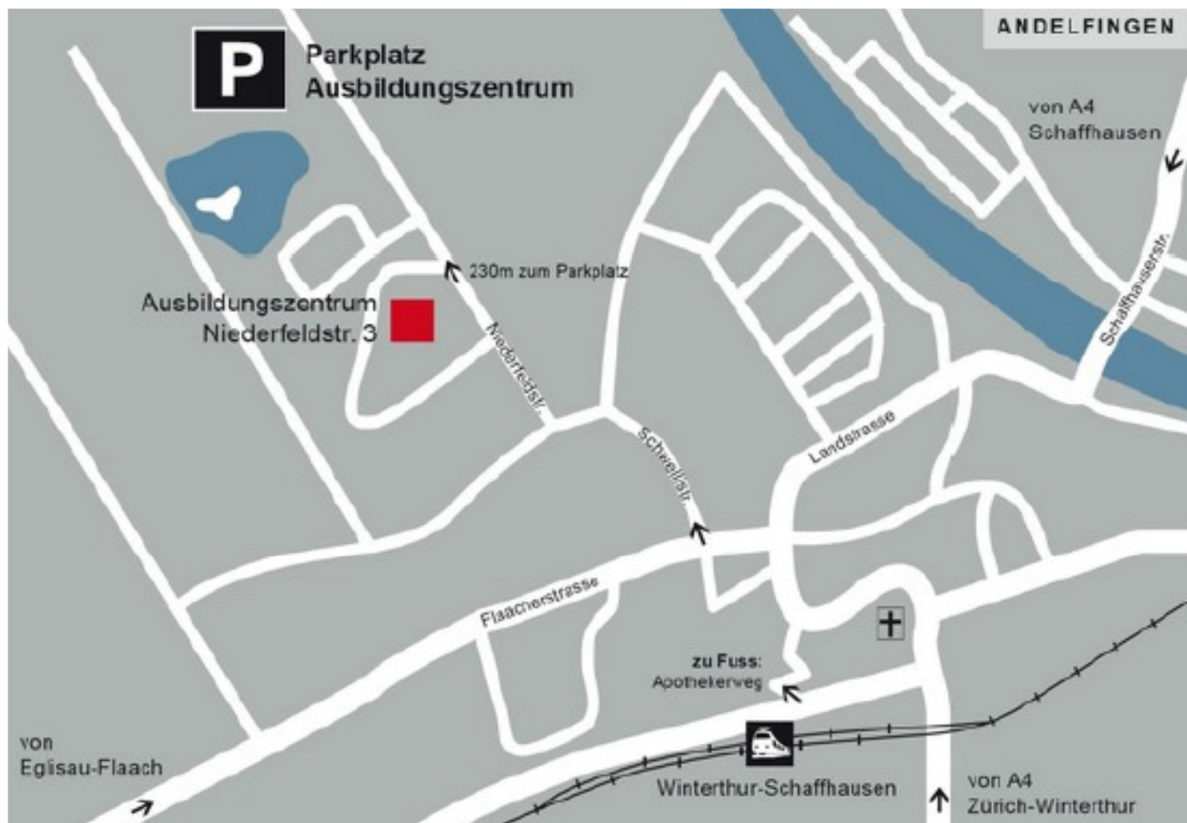 ANDELFINGEN
P
Parkplatz
Ausbildungszentrum
von A4
Schaffhausen
Schaffhauserstr.
230m zum Parkplatz
Ausbildungszentrum
Niederfeldstr. 3
Niederfeldstr.
Schwellstr.
Landstrasse
Flaacherstrasse
zu Fuss:
Apothekerweg
von
Eglisau-Flaach
Winterthur-Schaffhausen
von A4
Zürich-Winterthur